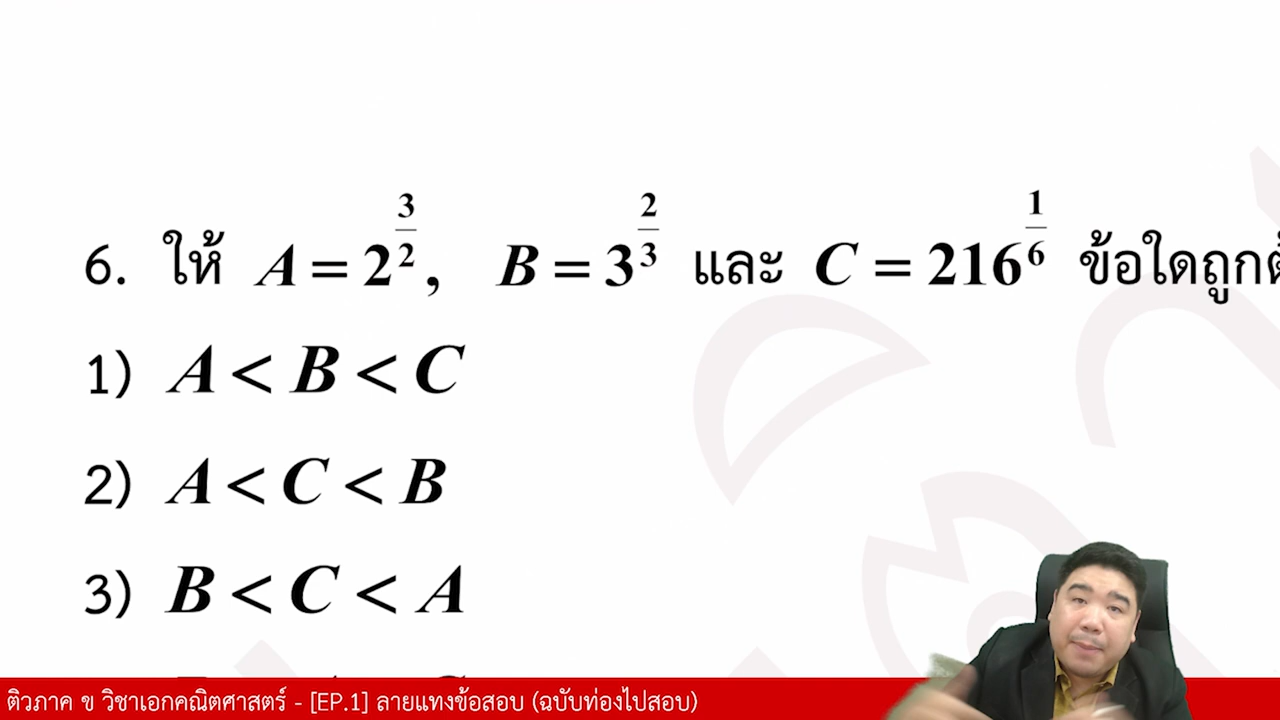 6. ให้ A = 2^{3/2}, B = 3^{2/3} และ C = 216^{1/6} ข้อใดถูกต้
1) A < B < C
2) A < C < B
3) B < C < A
ติวภาค ข วิชาเอกคณิตศาสตร์ - [EP.1] ลายแทงข้อสอบ (ฉบับท่องไปสอบ)